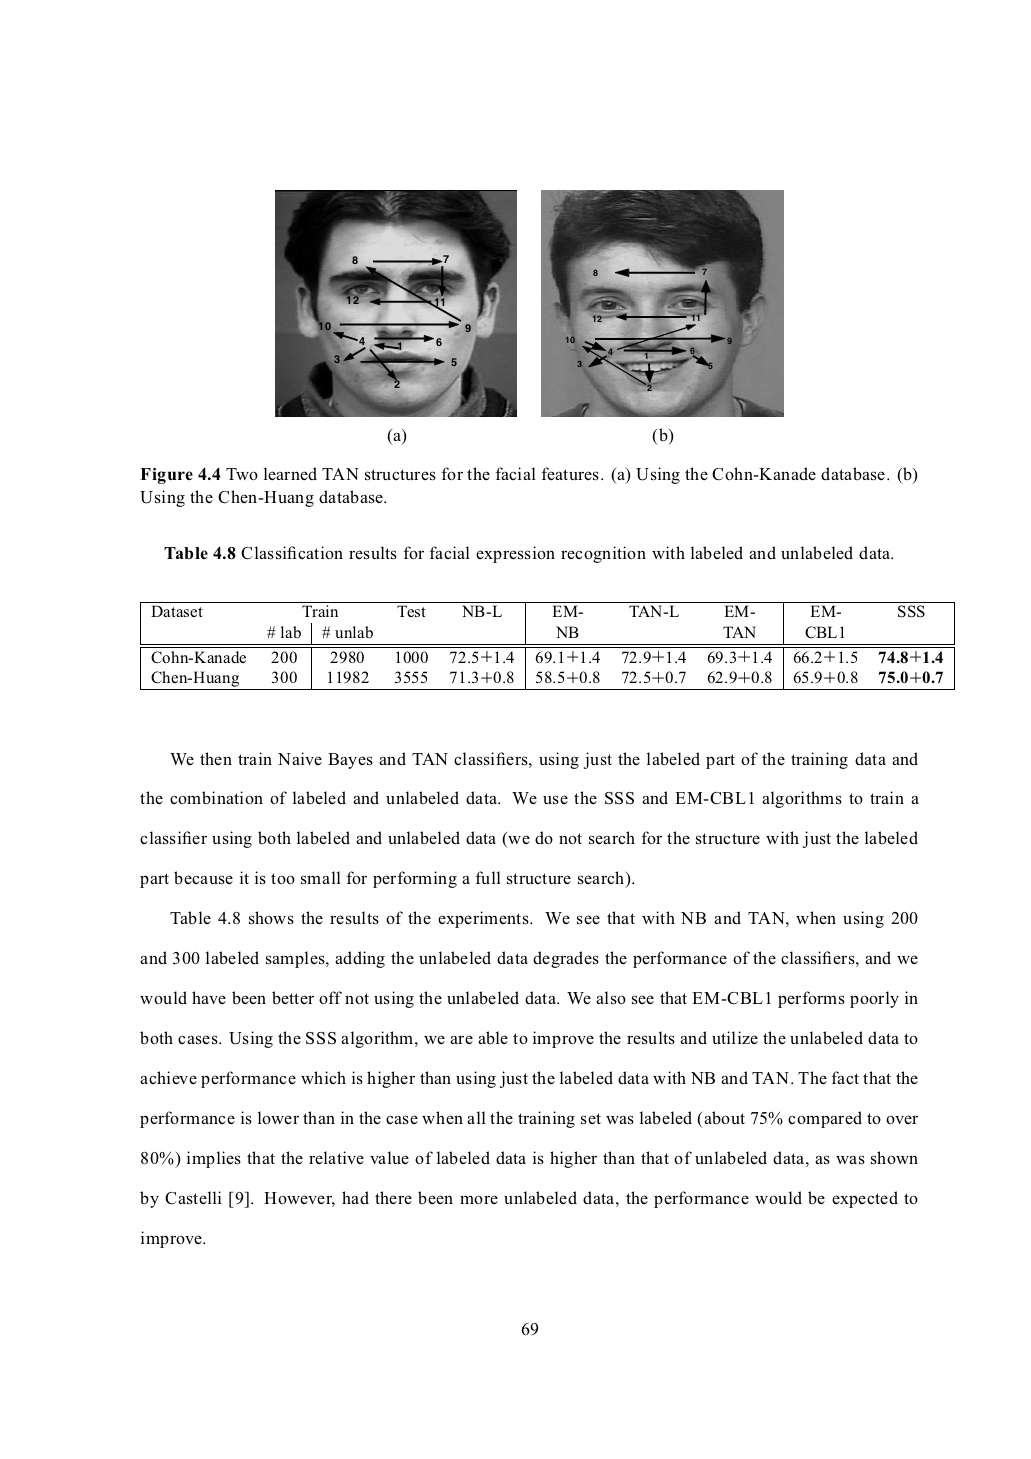 8 7
12 11
10 9
4 1 6
3 5
2
8 7
12 11
10 9
4 1 6
3 5
2
(a) (b)
Figure 4.4 Two learned TAN structures for the facial features. (a) Using the Cohn-Kanade database. (b)
Using the Chen-Huang database.
Table 4.8 Classification results for facial expression recognition with labeled and unlabeled data.
Dataset Train Test NB-L EM- TAN-L EM- EM- SSS
# lab # unlab NB TAN CBL1
Cohn-Kanade 200 2980 1000 72.5+1.4 69.1+1.4 72.9+1.4 69.3+1.4 66.2+1.5 74.8+1.4
Chen-Huang 300 11982 3555 71.3+0.8 58.5+0.8 72.5+0.7 62.9+0.8 65.9+0.8 75.0+0.7
We then train Naive Bayes and TAN classifiers, using just the labeled part of the training data and
the combination of labeled and unlabeled data. We use the SSS and EM-CBL1 algorithms to train a
classifier using both labeled and unlabeled data (we do not search for the structure with just the labeled
part because it is too small for performing a full structure search).
Table 4.8 shows the results of the experiments. We see that with NB and TAN, when using 200
and 300 labeled samples, adding the unlabeled data degrades the performance of the classifiers, and we
would have been better off not using the unlabeled data. We also see that EM-CBL1 performs poorly in
both cases. Using the SSS algorithm, we are able to improve the results and utilize the unlabeled data to
achieve performance which is higher than using just the labeled data with NB and TAN. The fact that the
performance is lower than in the case when all the training set was labeled (about 75% compared to over
80%) implies that the relative value of labeled data is higher than that of unlabeled data, as was shown
by Castelli [9]. However, had there been more unlabeled data, the performance would be expected to
improve.
69